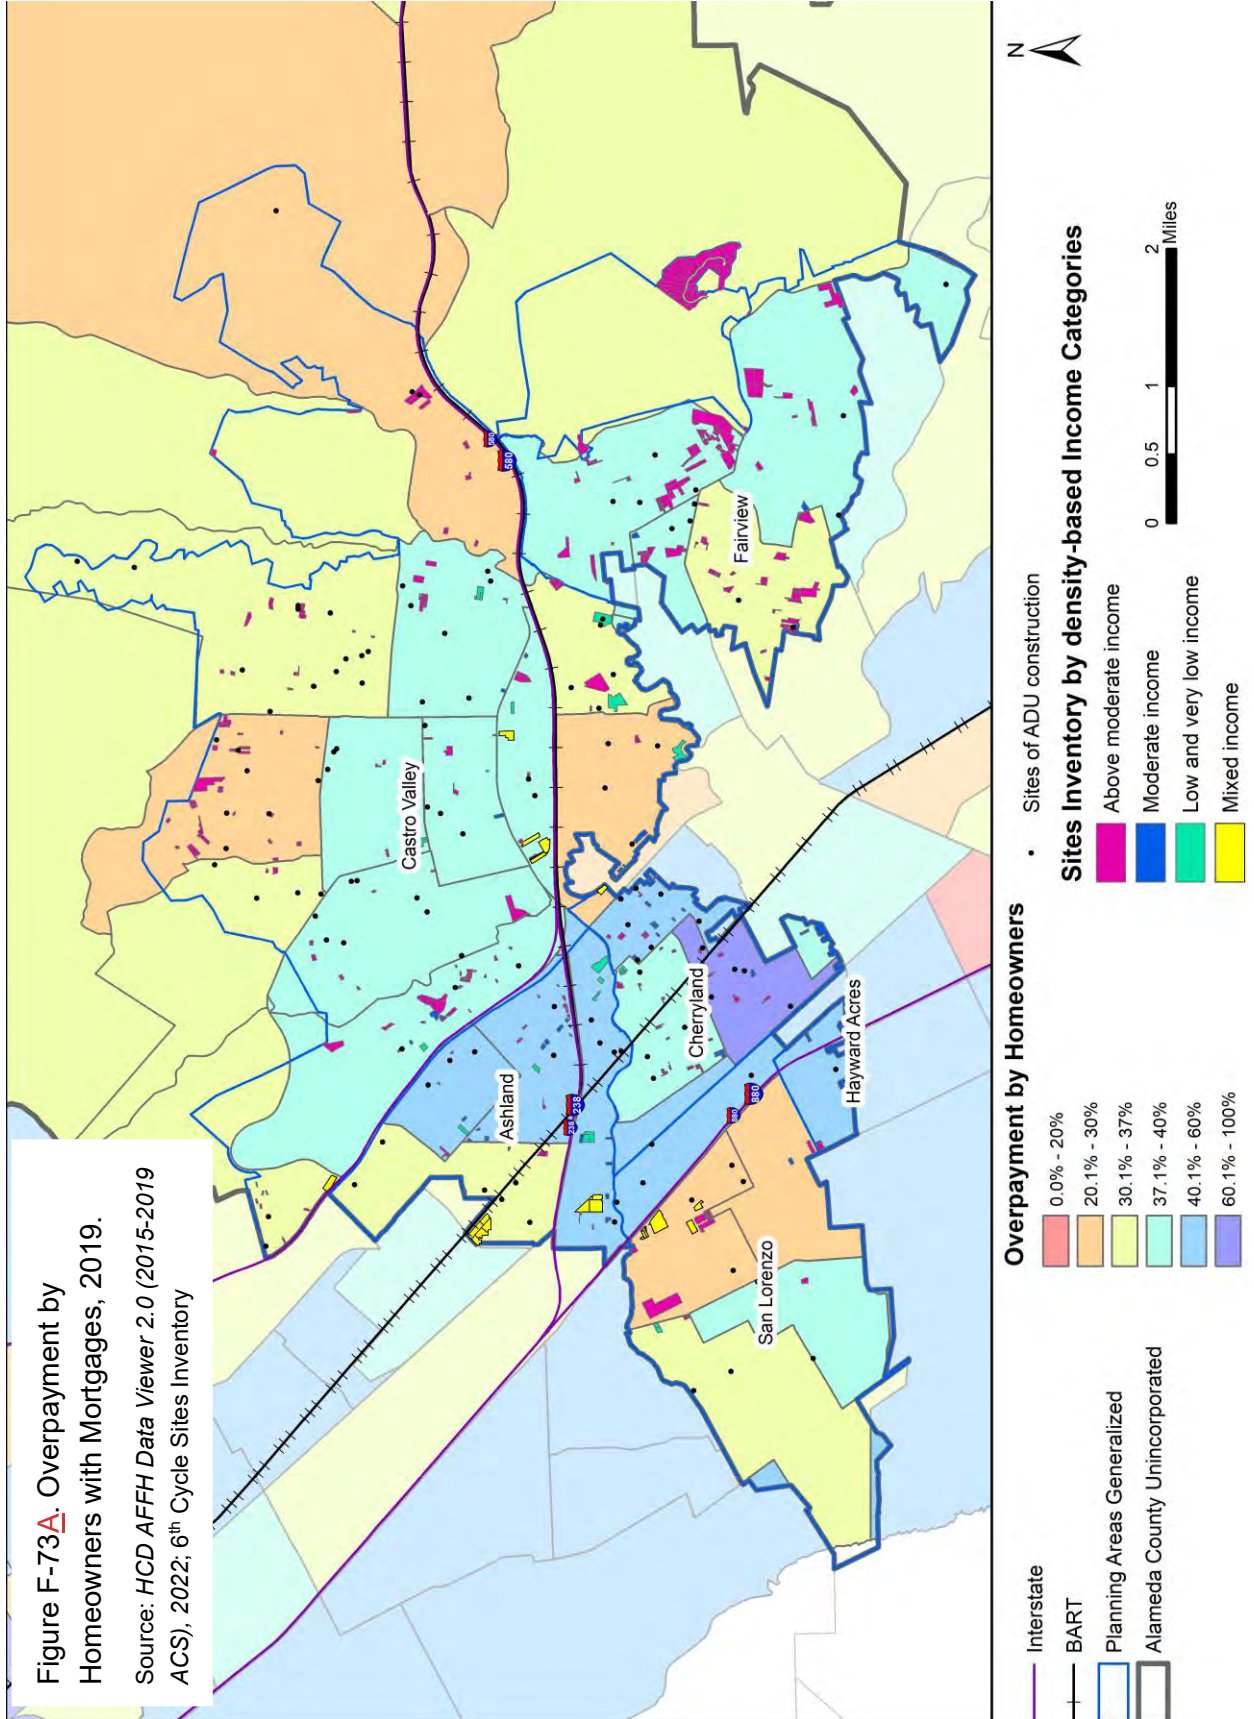 Figure F-73A. Overpayment by
Homeowners with Mortgages, 2019.
Source: HCD AFFH Data Viewer 2.0 (2015-2019
ACS), 2022; 6th Cycle Sites Inventory
Castro Valley
Ashland
Cherryland
Hayward Acres
San Lorenzo
Fairview
580
580
238
238
880
880
Interstate
BART
Planning Areas Generalized
Alameda County Unincorporated
Overpayment by Homeowners
0.0% - 20%
20.1% - 30%
30.1% - 37%
37.1% - 40%
40.1% - 60%
60.1% - 100%
Sites of ADU construction
Sites Inventory by density-based Income Categories
Above moderate income
Moderate income
Low and very low income
Mixed income
0 0.5 1 2
Miles
N